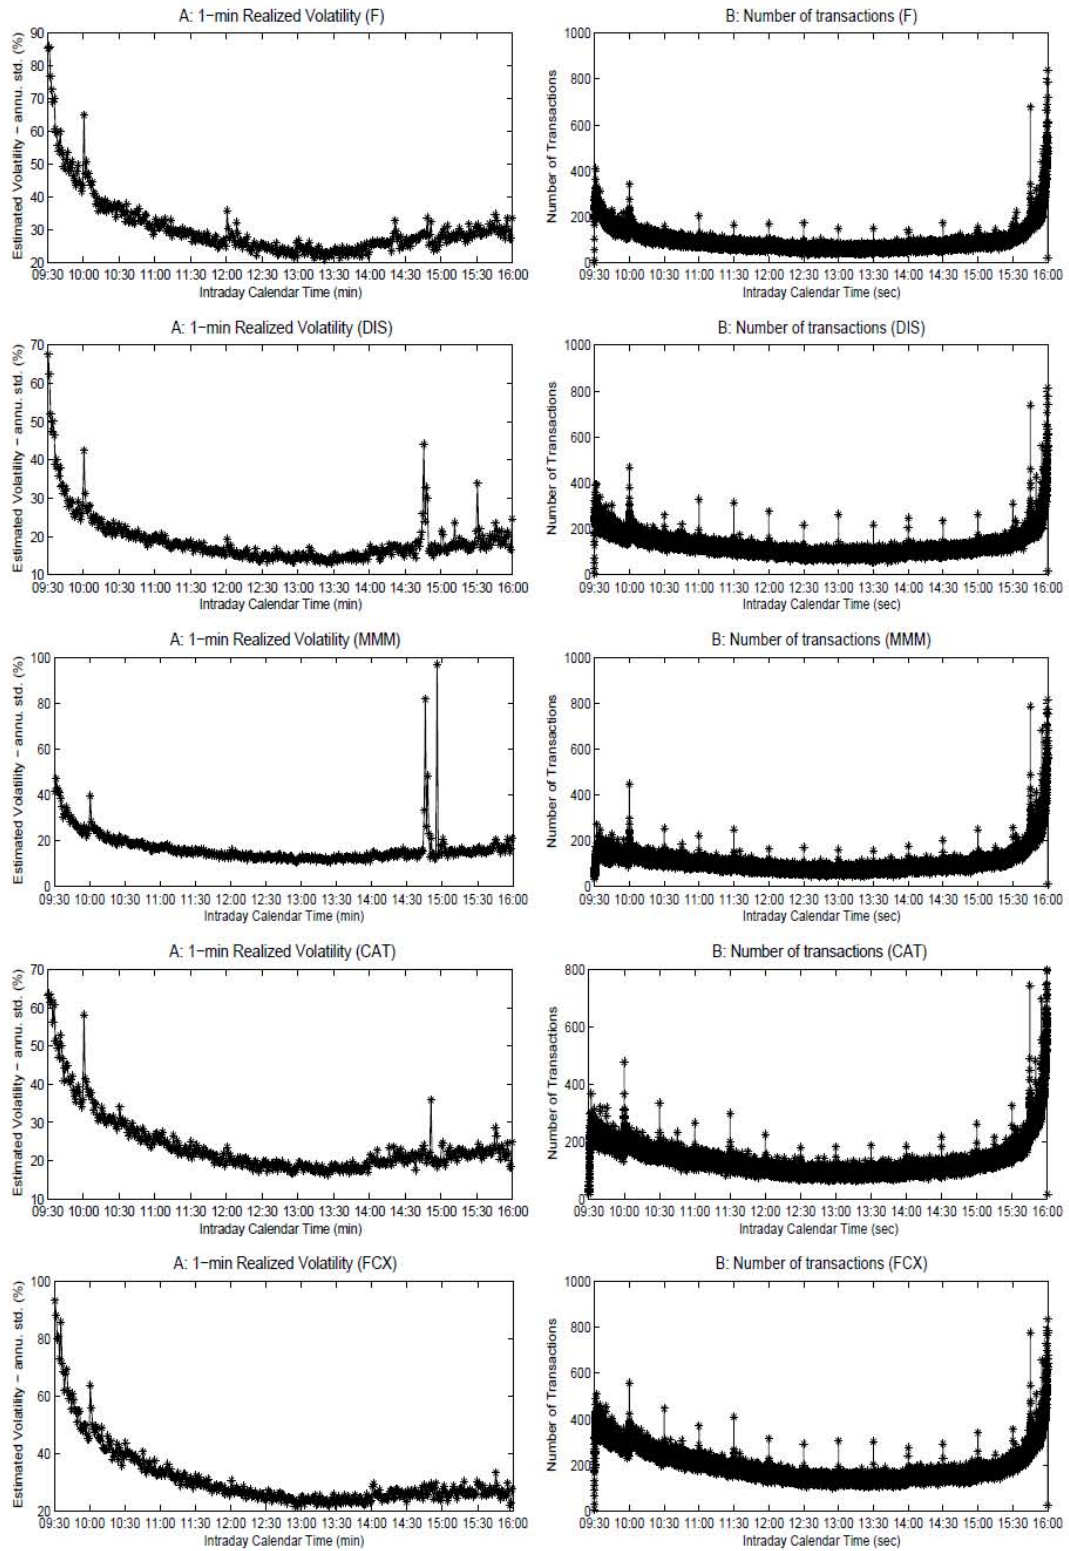 A: 1−min Realized Volatility (F)
Estimated Volatility − annu. std. (%)
90
80
70
60
50
40
30
20
09:30 10:00 10:30 11:00 11:30 12:00 12:30 13:00 13:30 14:00 14:30 15:00 15:30 16:00
Intraday Calendar Time (min)
B: Number of transactions (F)
Number of Transactions
1000
800
600
400
200
0
09:30 10:00 10:30 11:00 11:30 12:00 12:30 13:00 13:30 14:00 14:30 15:00 15:30 16:00
Intraday Calendar Time (sec)
A: 1−min Realized Volatility (DIS)
Estimated Volatility − annu. std. (%)
70
60
50
40
30
20
10
09:30 10:00 10:30 11:00 11:30 12:00 12:30 13:00 13:30 14:00 14:30 15:00 15:30 16:00
Intraday Calendar Time (min)
B: Number of transactions (DIS)
Number of Transactions
1000
800
600
400
200
0
09:30 10:00 10:30 11:00 11:30 12:00 12:30 13:00 13:30 14:00 14:30 15:00 15:30 16:00
Intraday Calendar Time (sec)
A: 1−min Realized Volatility (MMM)
Estimated Volatility − annu. std. (%)
100
80
60
40
20
0
09:30 10:00 10:30 11:00 11:30 12:00 12:30 13:00 13:30 14:00 14:30 15:00 15:30 16:00
Intraday Calendar Time (min)
B: Number of transactions (MMM)
Number of Transactions
1000
800
600
400
200
0
09:30 10:00 10:30 11:00 11:30 12:00 12:30 13:00 13:30 14:00 14:30 15:00 15:30 16:00
Intraday Calendar Time (sec)
A: 1−min Realized Volatility (CAT)
Estimated Volatility − annu. std. (%)
70
60
50
40
30
20
10
09:30 10:00 10:30 11:00 11:30 12:00 12:30 13:00 13:30 14:00 14:30 15:00 15:30 16:00
Intraday Calendar Time (min)
B: Number of transactions (CAT)
Number of Transactions
800
600
400
200
0
09:30 10:00 10:30 11:00 11:30 12:00 12:30 13:00 13:30 14:00 14:30 15:00 15:30 16:00
Intraday Calendar Time (sec)
A: 1−min Realized Volatility (FCX)
Estimated Volatility − annu. std. (%)
100
80
60
40
20
09:30 10:00 10:30 11:00 11:30 12:00 12:30 13:00 13:30 14:00 14:30 15:00 15:30 16:00
Intraday Calendar Time (min)
B: Number of transactions (FCX)
Number of Transactions
1000
800
600
400
200
0
09:30 10:00 10:30 11:00 11:30 12:00 12:30 13:00 13:30 14:00 14:30 15:00 15:30 16:00
Intraday Calendar Time (sec)